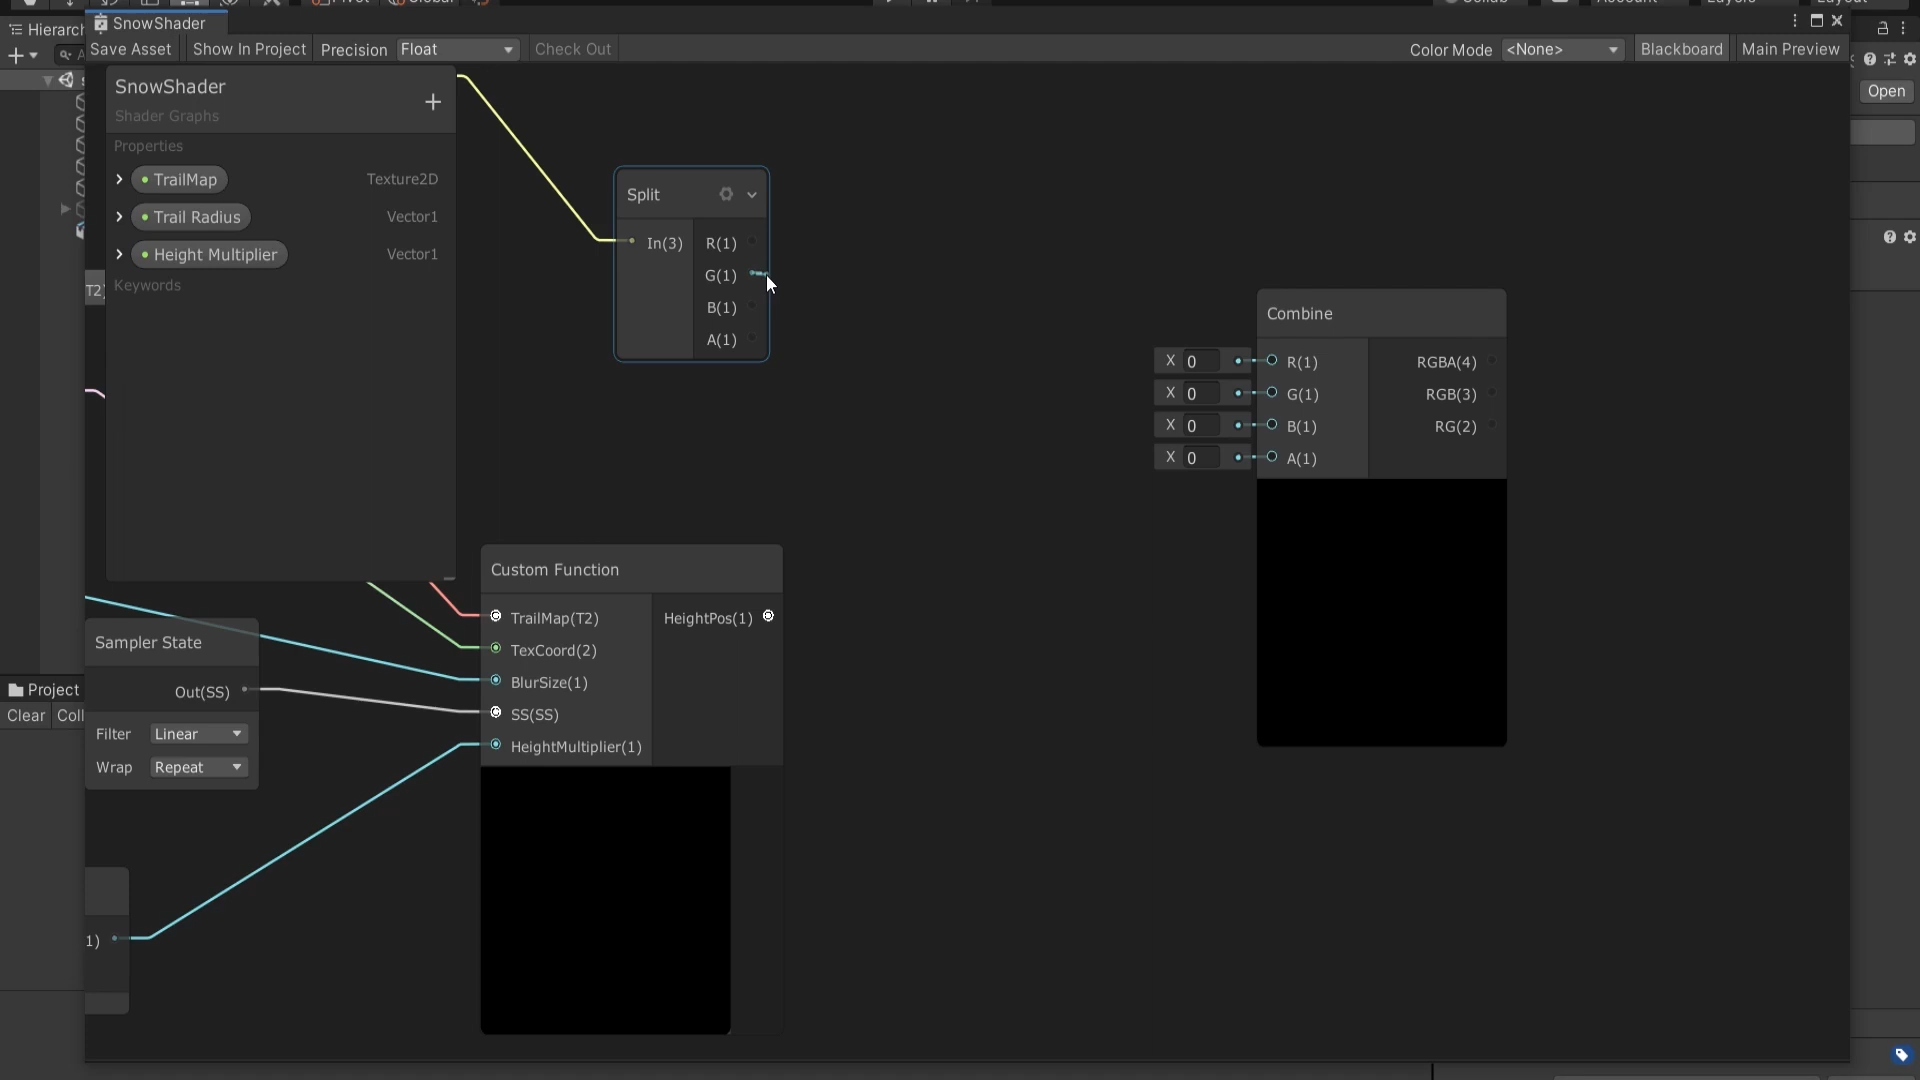 SnowShader
Hierarch
Save Asset Show In Project Precision Float Check Out
Color Mode <None> Blackboard Main Preview
Open
SnowShader
Shader Graphs
Properties
TrailMap Texture2D
Trail Radius Vector1
Height Multiplier Vector1
Keywords
T2)
Split
In(3) R(1)
G(1)
B(1)
A(1)
Combine
X 0 R(1) RGBA(4)
X 0 G(1) RGB(3)
X 0 B(1) RG(2)
X 0 A(1)
Custom Function
TrailMap(T2) HeightPos(1)
TexCoord(2)
BlurSize(1)
SS(SS)
HeightMultiplier(1)
Sampler State
Out(SS)
Filter Linear
Wrap Repeat
Project
Clear Coll
1)